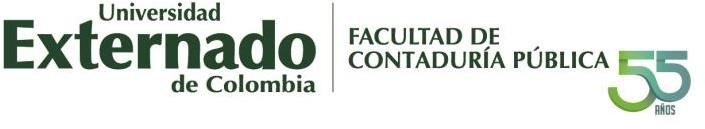 Universidad
Externado
de Colombia
FACULTAD DE
CONTADURÍA PÚBLICA
55
AÑOS